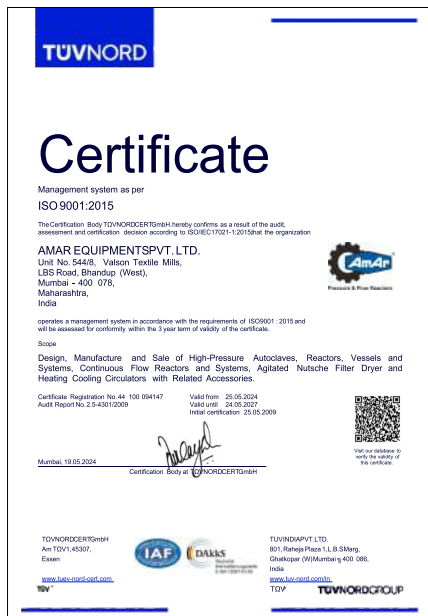 TÜVNORD
Certificate
Management system as per
ISO 9001:2015
The Certification Body TΩVNORDCERTGmbH.hereby confirms as a result of the audit,
assessment and certification decision according to ISO/IEC17021-1:2015that the organization
AMAR EQUIPMENTSPVT. LTD.
Unit No. 544/8, Valson Textile Mills,
LBS Road, Bhandup (West),
Mumbai - 400 078,
Maharashtra,
India
AmAr
Pressure & Flow Reactors
operates a management system in accordance with the requirements of ISO9001 : 2015 and
will be assessed for conformity within the 3 year term of validity of the certificate.
Scope
Design, Manufacture and Sale of High-Pressure Autoclaves, Reactors, Vessels and
Systems, Continuous Flow Reactors and Systems, Agitated Nutsche Filter Dryer and
Heating Cooling Circulators with Related Accessories.
Certificate Registration No. 44 100 094147
Audit Report No. 2.5-4301/2009
Valid from 25.05.2024
Valid until 24.05.2027
Initial certification 25.05.2009
Visit our database to
verify the validity of
this certificate.
Mumbai, 19.05.2024
Certification Body at TΩVNORDCERTGmbH
TΩVNORDCERTGmbH
Am TΩV1,45307,
Essen
www.tuev-nord-cert.com
TÜV
IAF
DAkkS
TUVINDIAPVT.LTD.
801, Raheja Plaza 1,L.B.SMarg,
Ghatkopar (W)Mumbai 400 086,
India
www.tuv-nord.com/in
TΩV
TÜVNORDGROUP